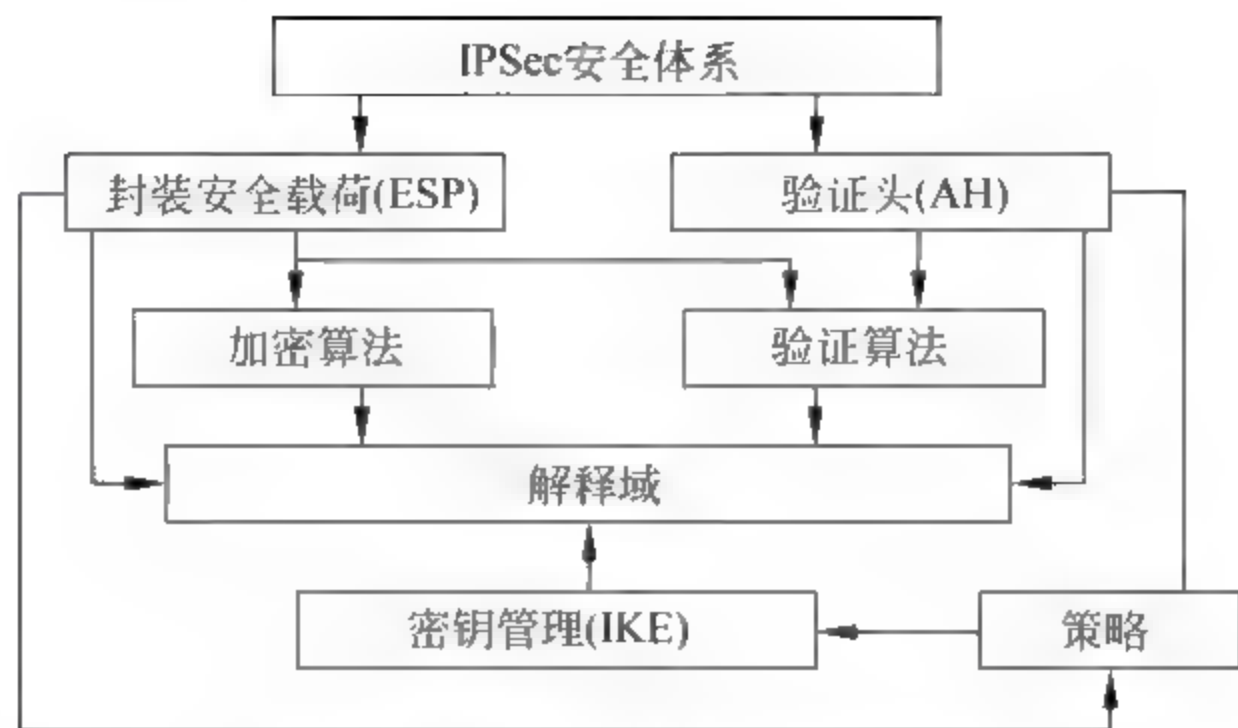 IPSec安全体系
封装安全载荷(ESP)
验证头(AH)
加密算法
验证算法
解释域
密钥管理(IKE)
策略